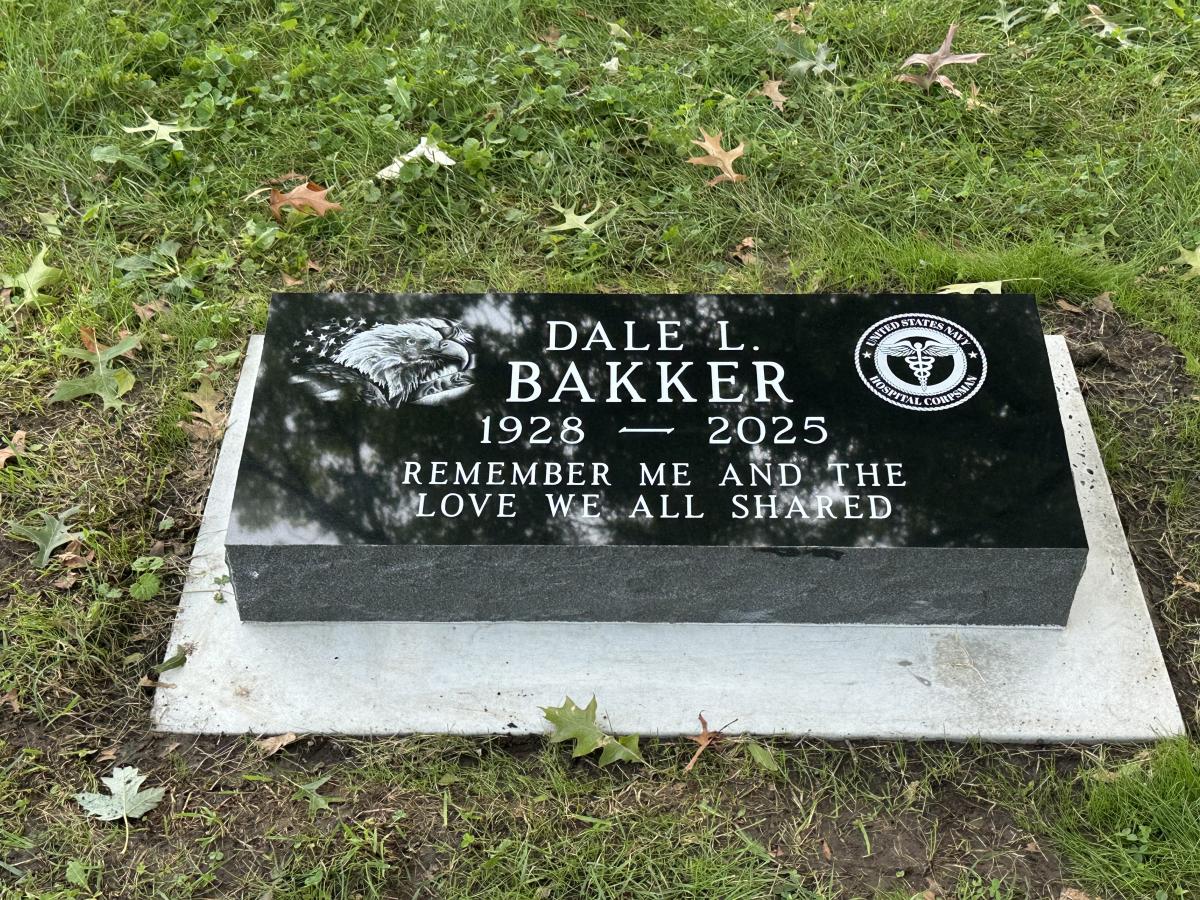 DALE L.
BAKKER
1928 — 2025
REMEMBER ME AND THE
LOVE WE ALL SHARED
UNITED STATES NAVY
HOSPITAL CORPSMAN